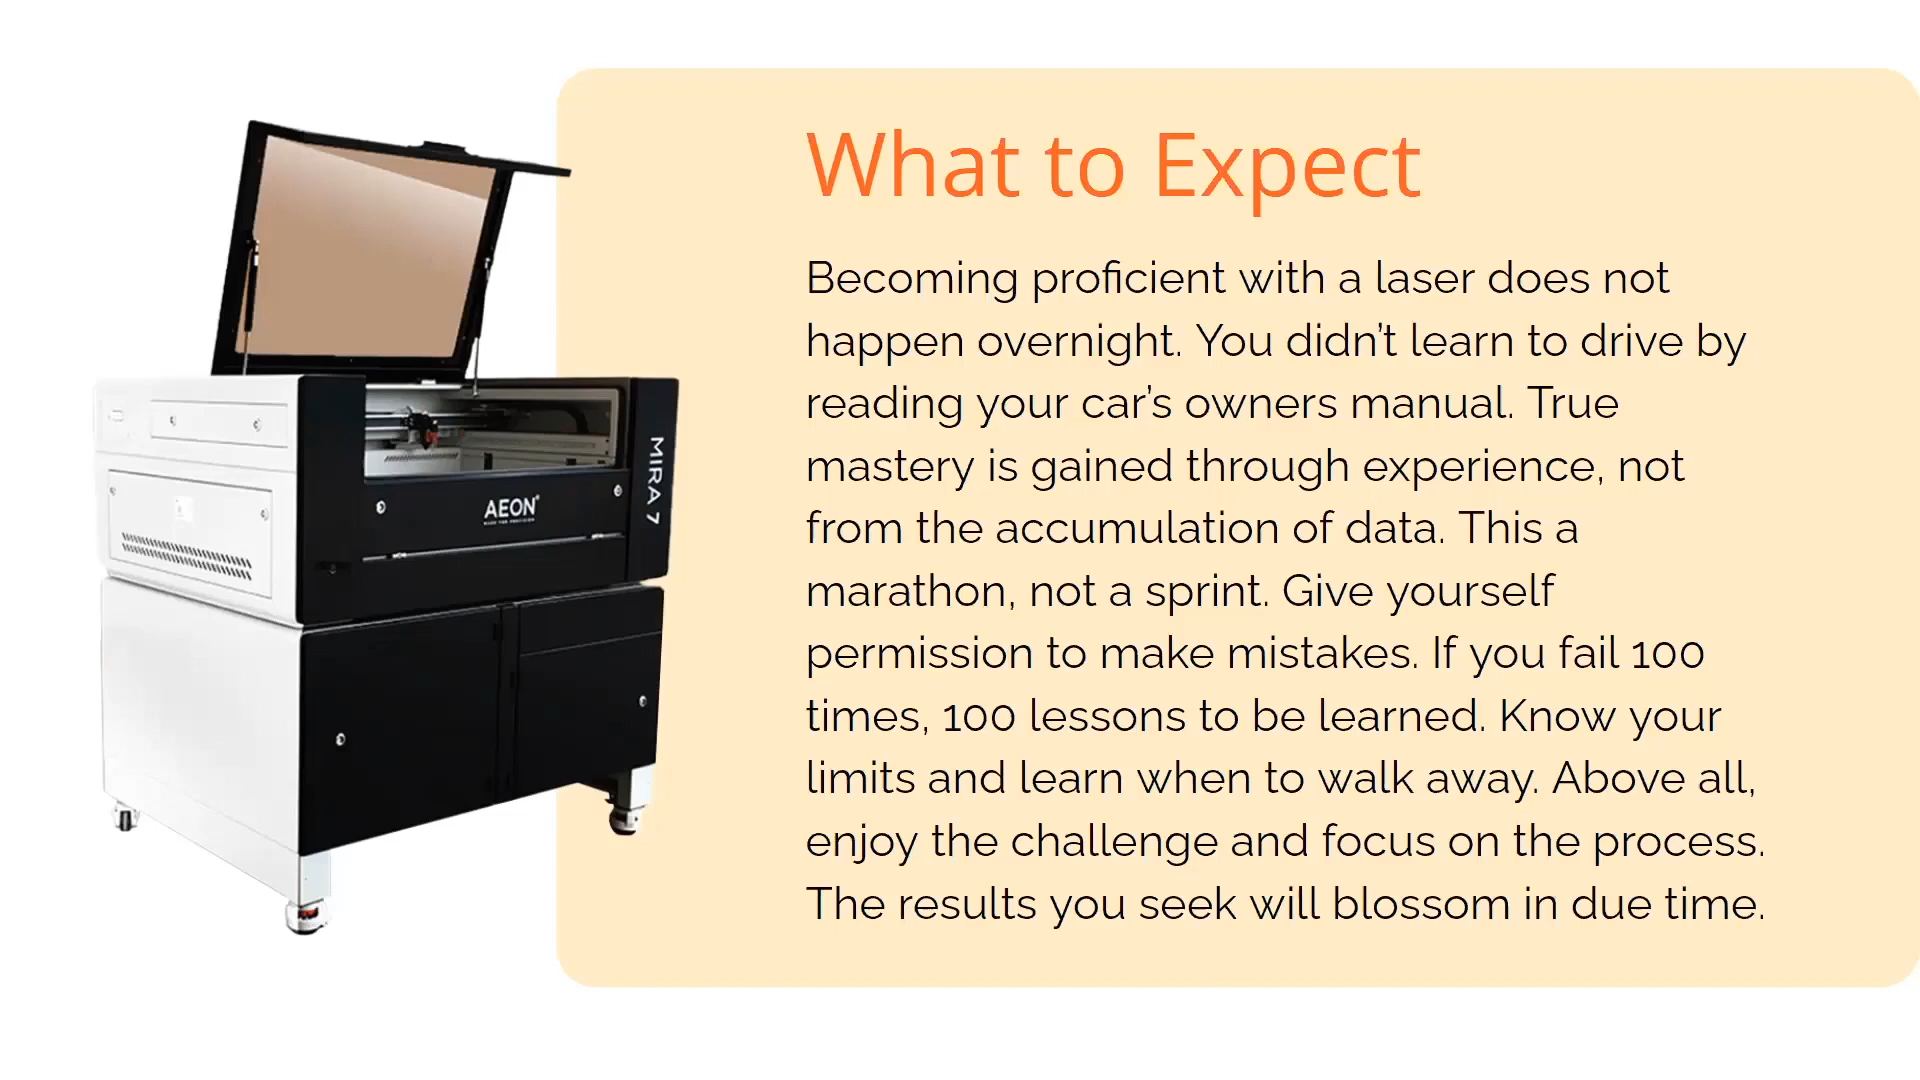 What to Expect
Becoming proficient with a laser does not
happen overnight. You didn’t learn to drive by
reading your car’s owners manual. True
mastery is gained through experience, not
from the accumulation of data. This a
marathon, not a sprint. Give yourself
permission to make mistakes. If you fail 100
times, 100 lessons to be learned. Know your
limits and learn when to walk away. Above all,
enjoy the challenge and focus on the process.
The results you seek will blossom in due time.
MIRA 7
AEON®
MADE FOR PRECISION